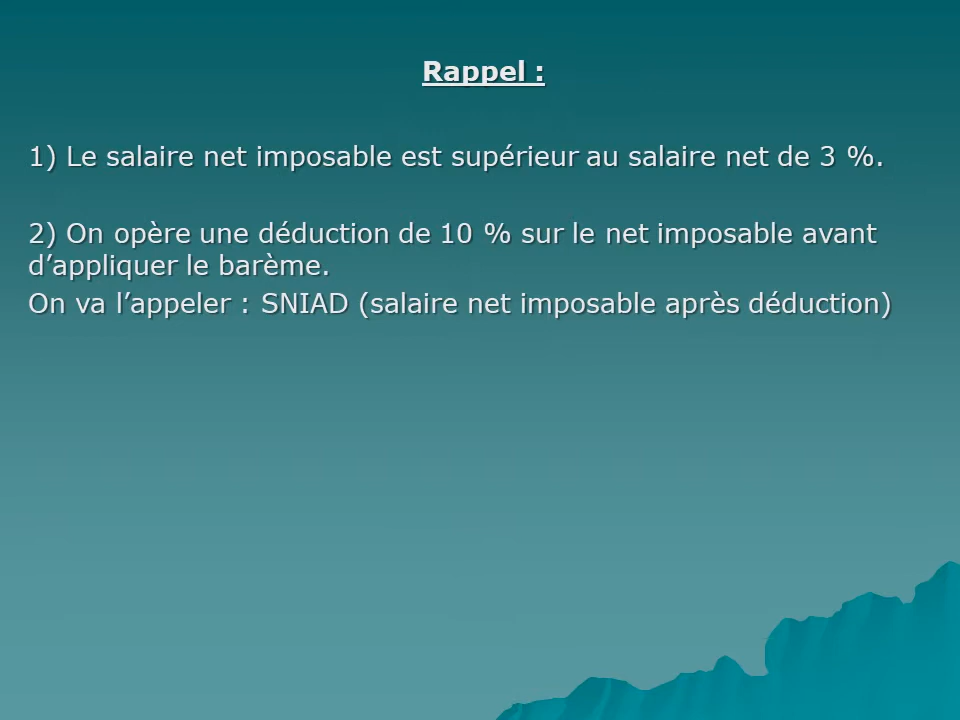 Rappel :
1) Le salaire net imposable est supérieur au salaire net de 3 %.
2) On opère une déduction de 10 % sur le net imposable avant
d’appliquer le barème.
On va l’appeler : SNIAD (salaire net imposable après déduction)